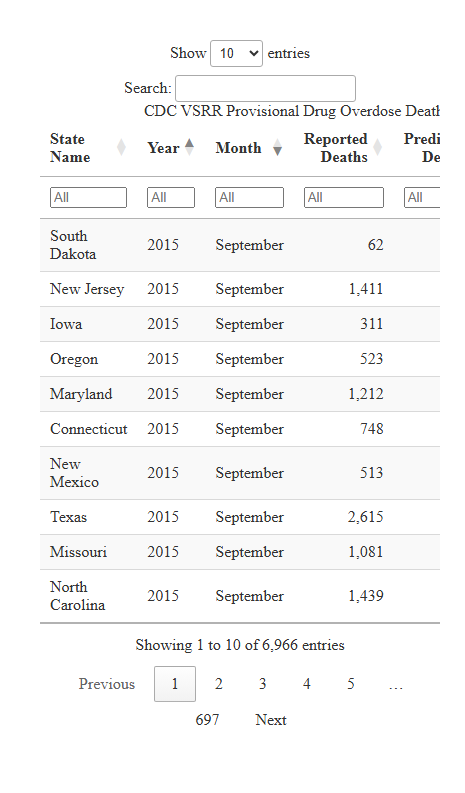 Show 10 entries
Search:
CDC VSRR Provisional Drug Overdose Death
State Name Year Month Reported Deaths Predi De
All All All All All
South Dakota 2015 September 62
New Jersey 2015 September 1,411
Iowa 2015 September 311
Oregon 2015 September 523
Maryland 2015 September 1,212
Connecticut 2015 September 748
New Mexico 2015 September 513
Texas 2015 September 2,615
Missouri 2015 September 1,081
North Carolina 2015 September 1,439
Showing 1 to 10 of 6,966 entries
Previous 1 2 3 4 5 …
697 Next